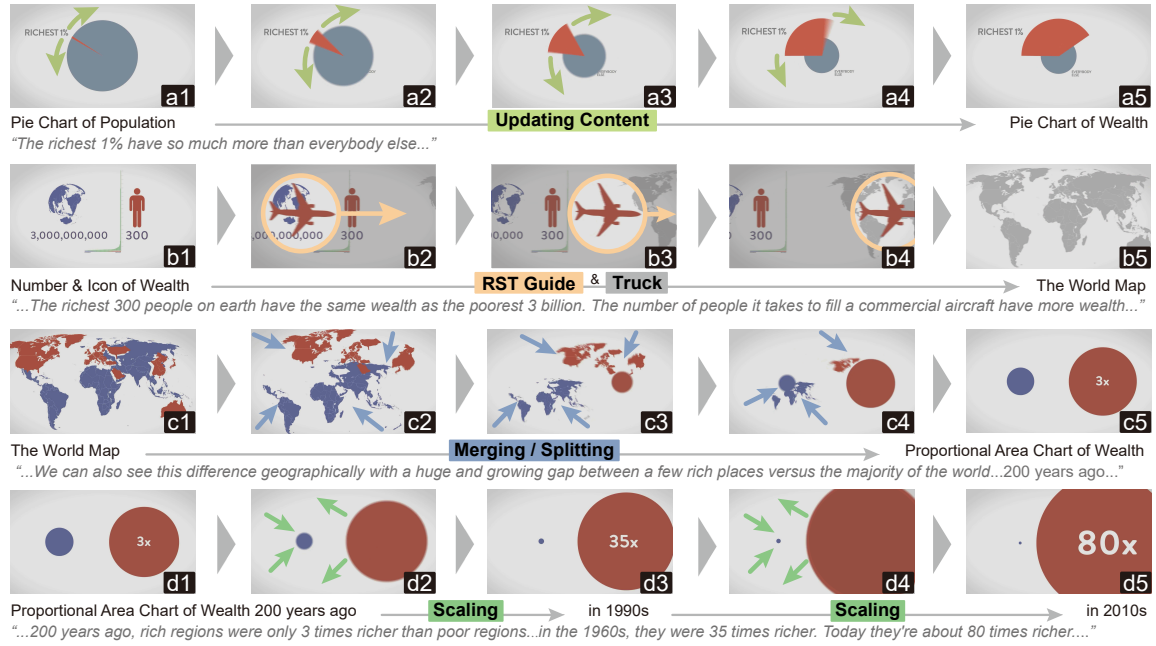 RICHEST 1%
a1
RICHEST 1%
a2
RICHEST 1%
EVERYBODY
ELSE
a3
RICHEST 1%
EVERYBODY
ELSE
a4
RICHEST 1%
EVERYBODY
ELSE
a5
Pie Chart of Population
Updating Content
Pie Chart of Wealth
“The richest 1% have so much more than everybody else...”
3,000,000,000
300
b1
300
b2
300
b3
300
b4
b5
Number & Icon of Wealth
RST Guide & Truck
The World Map
“...The richest 300 people on earth have the same wealth as the poorest 3 billion. The number of people it takes to fill a commercial aircraft have more wealth...”
c1
c2
c3
c4
3x
c5
The World Map
Merging / Splitting
Proportional Area Chart of Wealth
“...We can also see this difference geographically with a huge and growing gap between a few rich places versus the majority of the world...200 years ago...”
3x
d1
d2
35x
d3
d4
80x
d5
Proportional Area Chart of Wealth 200 years ago
Scaling
in 1990s
Scaling
in 2010s
“...200 years ago, rich regions were only 3 times richer than poor regions...in the 1960s, they were 35 times richer. Today they're about 80 times richer....”